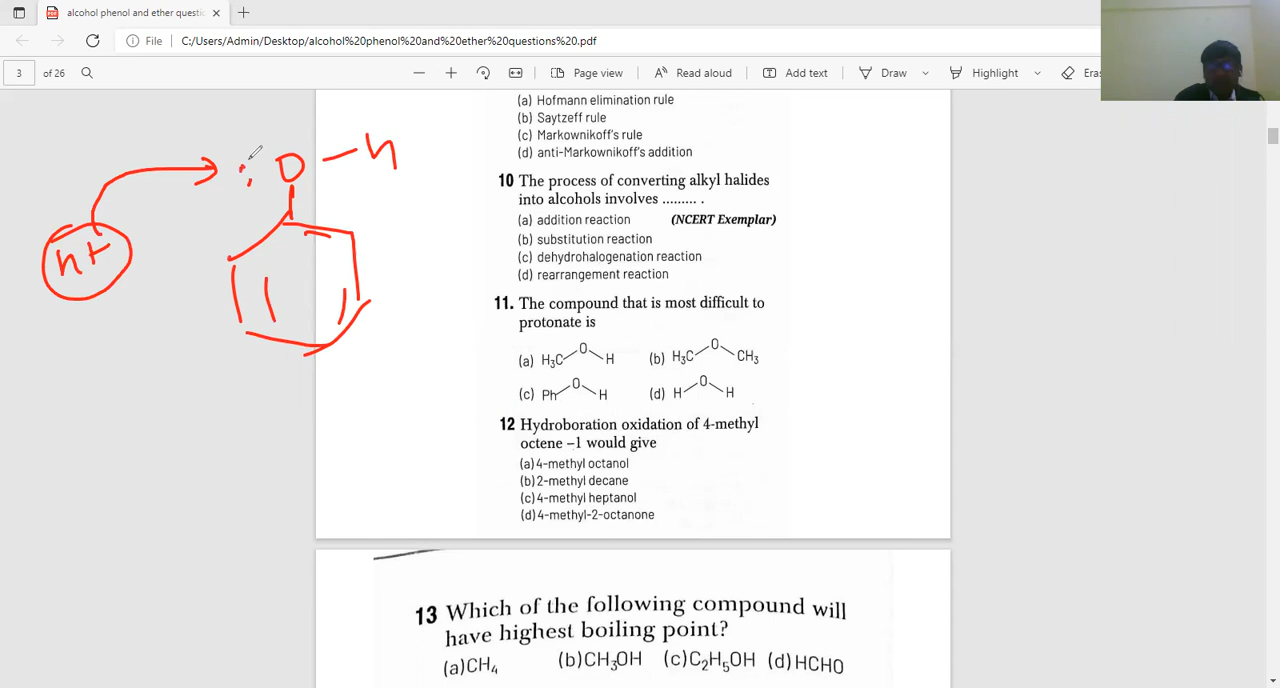 alcohol phenol and ether questi
File C:/Users/Admin/Desktop/alcohol%20phenol%20and%20ether%20questions%20.pdf
3 of 26 Page view Read aloud Add text Draw Highlight Eras
(a) Hofmann elimination rule
(b) Saytzeff rule
(c) Markownikoff's rule
(d) anti-Markownikoff's addition
10 The process of converting alkyl halides
into alcohols involves ......... .
(a) addition reaction (NCERT Exemplar)
(b) substitution reaction
(c) dehydrohalogenation reaction
(d) rearrangement reaction
11. The compound that is most difficult to
protonate is
(a) H₃C O H (b) H₃C O CH₃
(c) Ph O H (d) H O H
12 Hydroboration oxidation of 4-methyl
octene –1 would give
(a) 4-methyl octanol
(b) 2-methyl decane
(c) 4-methyl heptanol
(d) 4-methyl-2-octanone
13 Which of the following compound will
have highest boiling point?
(a) CH₄ (b) CH₃OH (c) C₂H₅OH (d) HCHO
: O – H
H+